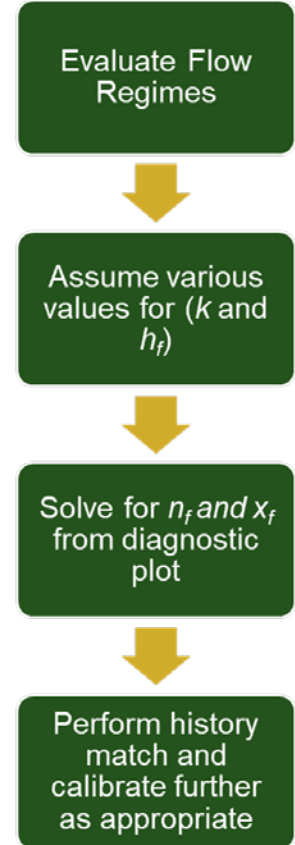 Evaluate Flow
Regimes
Assume various
values for (k and
hf)
Solve for nf and xf
from diagnostic
plot
Perform history
match and
calibrate further
as appropriate